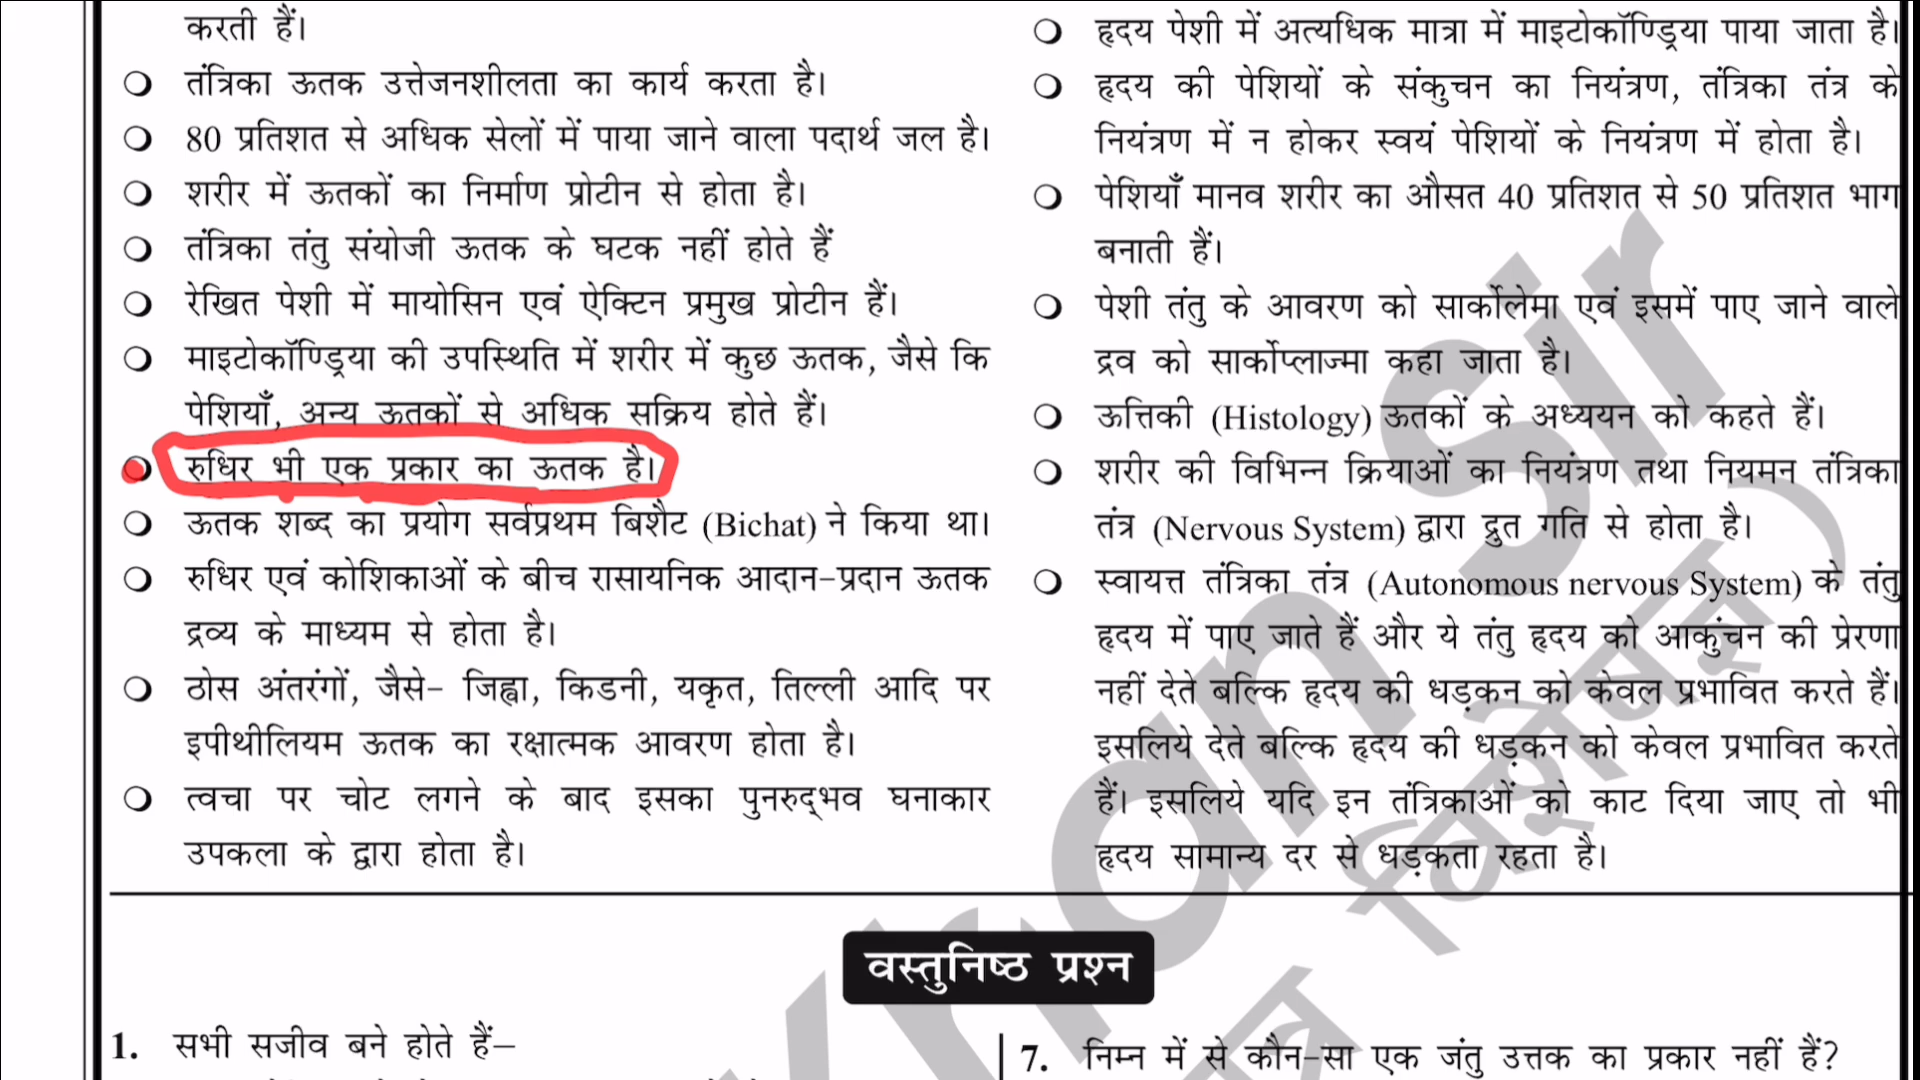 करती हैं।
○ तंत्रिका ऊतक उत्तेजनशीलता का कार्य करता है।
○ 80 प्रतिशत से अधिक सेलों में पाया जाने वाला पदार्थ जल है।
○ शरीर में ऊतकों का निर्माण प्रोटीन से होता है।
○ तंत्रिका तंतु संयोजी ऊतक के घटक नहीं होते हैं
○ रेखित पेशी में मायोसिन एवं ऐक्टिन प्रमुख प्रोटीन हैं।
○ माइटोकॉण्ड्रिया की उपस्थिति में शरीर में कुछ ऊतक, जैसे कि
पेशियाँ, अन्य ऊतकों से अधिक सक्रिय होते हैं।
○ रुधिर भी एक प्रकार का ऊतक है।
○ ऊतक शब्द का प्रयोग सर्वप्रथम बिशैट (Bichat) ने किया था।
○ रुधिर एवं कोशिकाओं के बीच रासायनिक आदान-प्रदान ऊतक
द्रव्य के माध्यम से होता है।
○ ठोस अंतरंगों, जैसे- जिह्वा, किडनी, यकृत, तिल्ली आदि पर
इपीथीलियम ऊतक का रक्षात्मक आवरण होता है।
○ त्वचा पर चोट लगने के बाद इसका पुनरुद्भव घनाकार
उपकला के द्वारा होता है।
○ हृदय पेशी में अत्यधिक मात्रा में माइटोकॉण्ड्रिया पाया जाता है।
○ हृदय की पेशियों के संकुचन का नियंत्रण, तंत्रिका तंत्र के
नियंत्रण में न होकर स्वयं पेशियों के नियंत्रण में होता है।
○ पेशियाँ मानव शरीर का औसत 40 प्रतिशत से 50 प्रतिशत भाग
बनाती हैं।
○ पेशी तंतु के आवरण को सार्कोलेमा एवं इसमें पाए जाने वाले
द्रव को सार्कोप्लाज्मा कहा जाता है।
○ ऊत्तिकी (Histology) ऊतकों के अध्ययन को कहते हैं।
○ शरीर की विभिन्न क्रियाओं का नियंत्रण तथा नियमन तंत्रिका
तंत्र (Nervous System) द्वारा द्रुत गति से होता है।
○ स्वायत्त तंत्रिका तंत्र (Autonomous nervous System) के तंतु
हृदय में पाए जाते हैं और ये तंतु हृदय को आकुंचन की प्रेरणा
नहीं देते बल्कि हृदय की धड़कन को केवल प्रभावित करते हैं।
इसलिये देते बल्कि हृदय की धड़कन को केवल प्रभावित करते
हैं। इसलिये यदि इन तंत्रिकाओं को काट दिया जाए तो भी
हृदय सामान्य दर से धड़कता रहता है।
वस्तुनिष्ठ प्रश्न
1. सभी सजीव बने होते हैं–
7. निम्न में से कौन-सा एक जंतु उत्तक का प्रकार नहीं हैं?